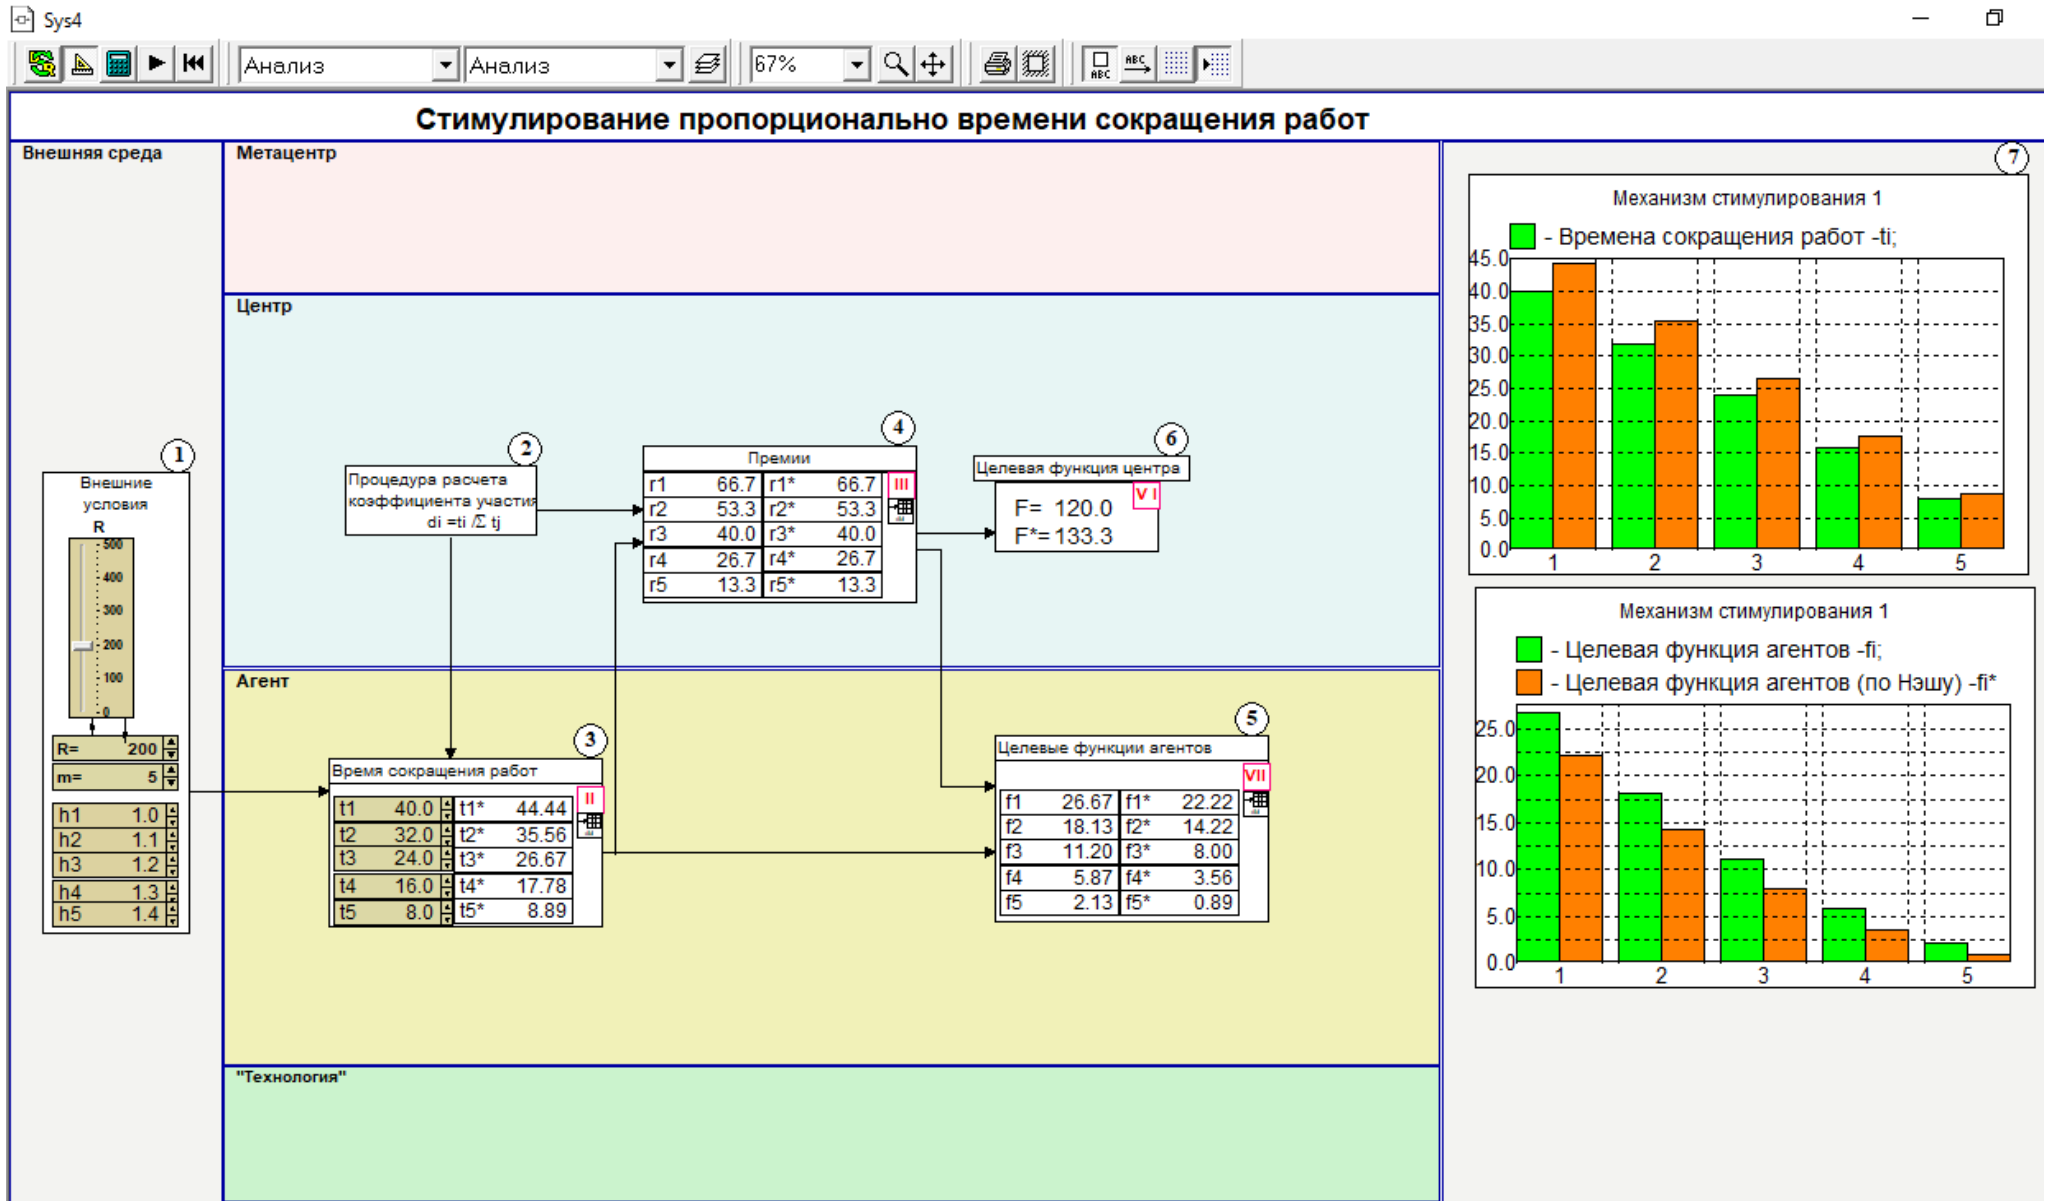 Sys4
Анализ
Анализ
67%
ABC
ABC
Стимулирование пропорционально времени сокращения работ
Внешняя среда
Метацентр
Центр
Агент
"Технология"
1
Внешние
условия
R
500
400
300
200
100
0
R= 200
m= 5
h1 1.0
h2 1.1
h3 1.2
h4 1.3
h5 1.4
2
Процедура расчета
коэффициента участия
di =ti /Σ tj
3
Время сокращения работ
II
t1 40.0 t1* 44.44
t2 32.0 t2* 35.56
t3 24.0 t3* 26.67
t4 16.0 t4* 17.78
t5 8.0 t5* 8.89
4
Премии
III
r1 66.7 r1* 66.7
r2 53.3 r2* 53.3
r3 40.0 r3* 40.0
r4 26.7 r4* 26.7
r5 13.3 r5* 13.3
6
Целевая функция центра
V I
F= 120.0
F*= 133.3
5
Целевые функции агентов
VII
f1 26.67 f1* 22.22
f2 18.13 f2* 14.22
f3 11.20 f3* 8.00
f4 5.87 f4* 3.56
f5 2.13 f5* 0.89
7
Механизм стимулирования 1
- Времена сокращения работ -ti;
45.0
40.0
35.0
30.0
25.0
20.0
15.0
10.0
5.0
0.0
1 2 3 4 5
Механизм стимулирования 1
- Целевая функция агентов -fi;
- Целевая функция агентов (по Нэшу) -fi*
25.0
20.0
15.0
10.0
5.0
0.0
1 2 3 4 5